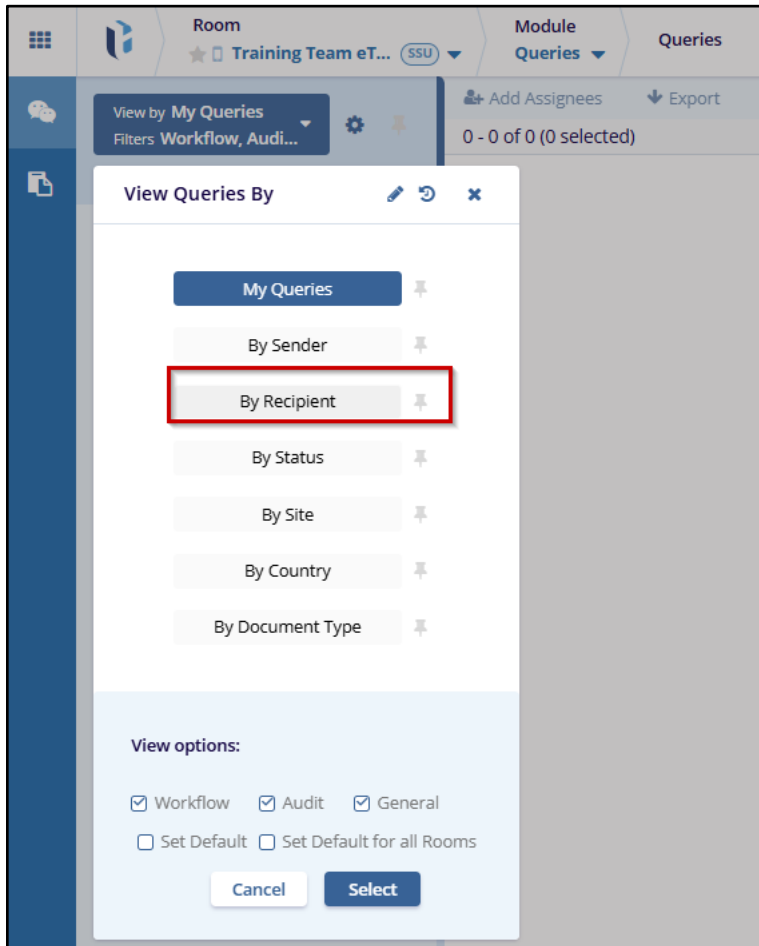 Room
Training Team eT... SSU
Module
Queries
Queries
View by My Queries
Filters Workflow, Audi...
Add Assignees Export
0 - 0 of 0 (0 selected)
View Queries By
My Queries
By Sender
By Recipient
By Status
By Site
By Country
By Document Type
View options:
Workflow Audit General
Set Default Set Default for all Rooms
Cancel Select